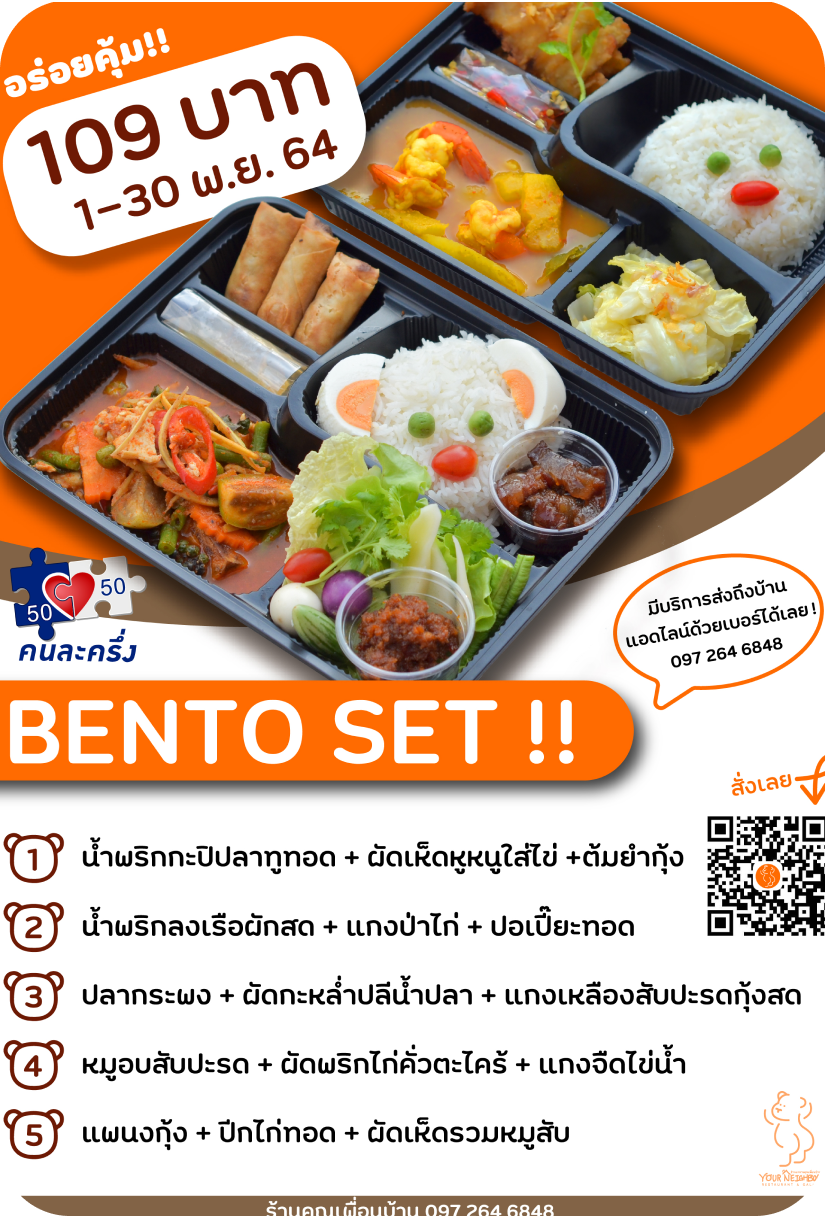 อร่อยคุ้ม!!
109 บาท
1-30 พ.ย. 64
50 50
คนละครึ่ง
มีบริการส่งถึงบ้าน
แอดไลน์ด้วยเบอร์ได้เลย!
097 264 6848
BENTO SET !!
สั่งเลย
1 น้ำพริกกะปิปลาทูทอด + ผัดเห็ดหูหนูใส่ไข่ +ต้มยำกุ้ง
2 น้ำพริกลงเรือผักสด + แกงป่าไก่ + ปอเปี๊ยะทอด
3 ปลากระพง + ผัดกะหล่ำปลีน้ำปลา + แกงเหลืองสับปะรดกุ้งสด
4 หมูอบสับปะรด + ผัดพริกไก่คั่วตะไคร้ + แกงจืดไข่น้ำ
5 แพนงกุ้ง + ปีกไก่ทอด + ผัดเห็ดรวมหมูสับ
YOUR NEIGHBOR
ร้านคุณเพื่อนบ้าน 097 264 6848